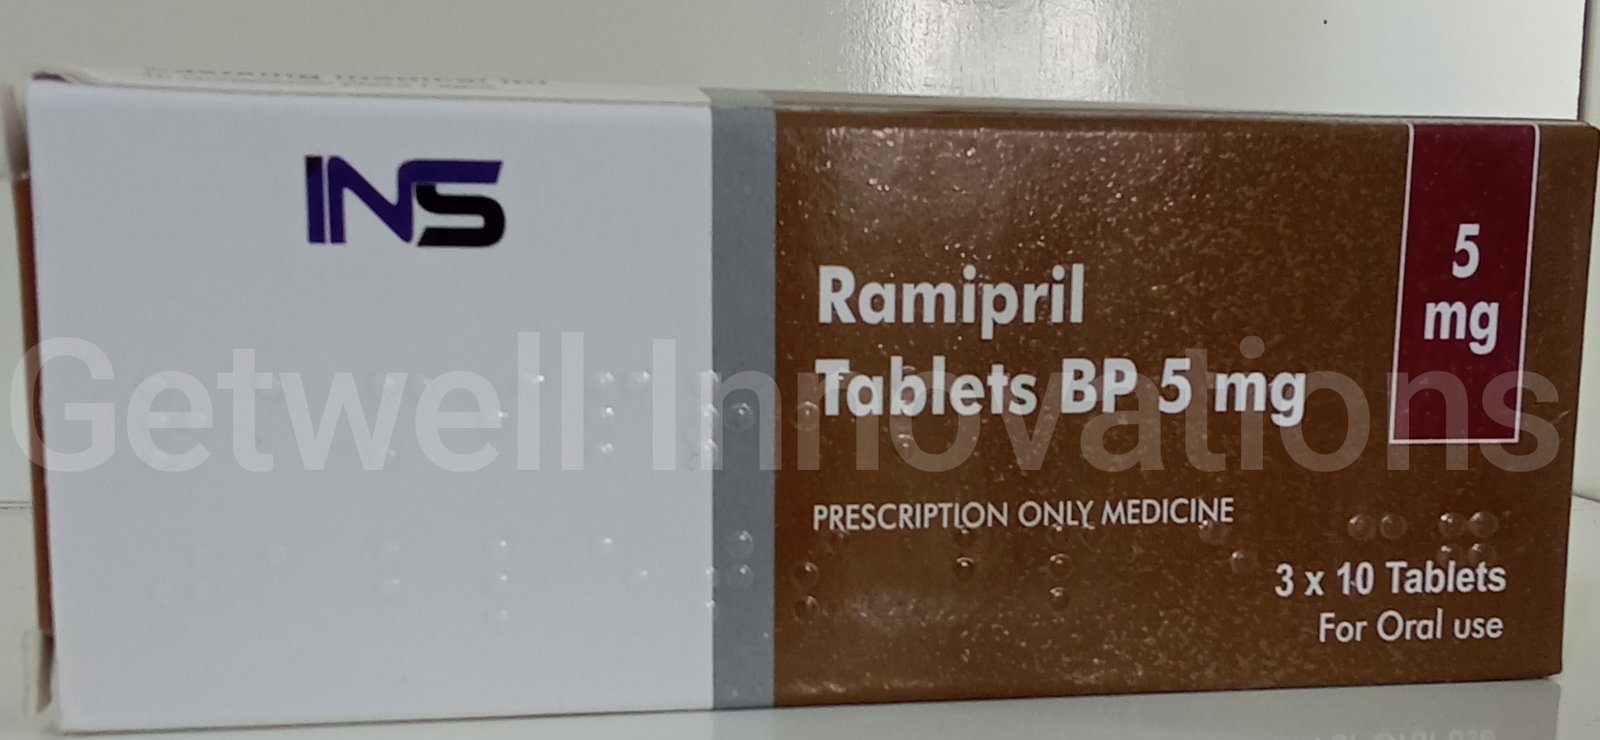 INS
Ramipril
Tablets BP 5 mg
5
mg
Getwell Innovations
PRESCRIPTION ONLY MEDICINE
3 x 10 Tablets
For Oral use